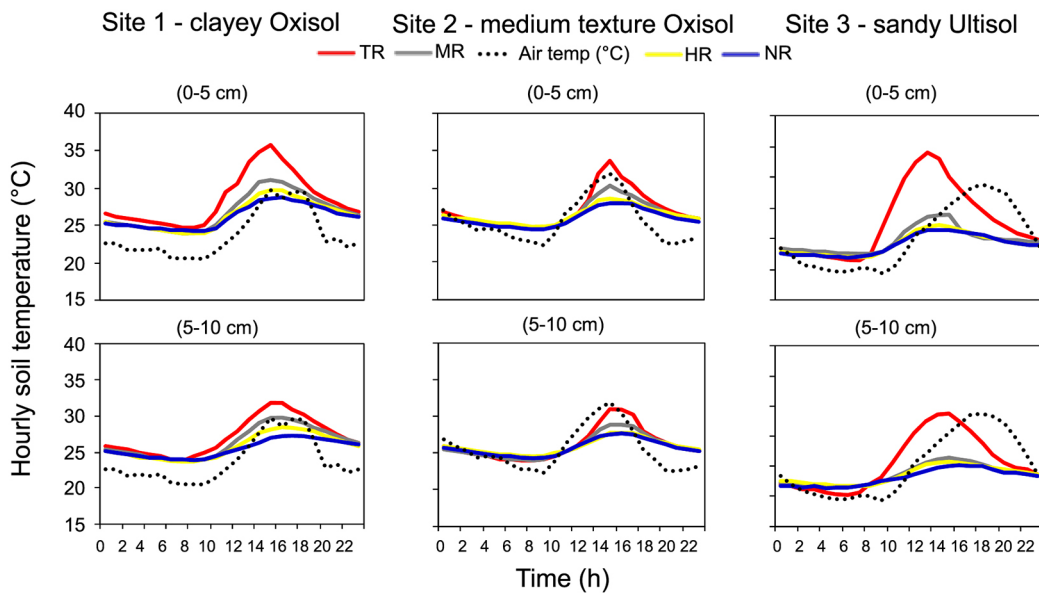 Site 1 - clayey Oxisol Site 2 - medium texture Oxisol Site 3 - sandy Ultisol
TR MR Air temp (°C) HR NR
(0-5 cm) (0-5 cm) (0-5 cm)
40
35
30
25
20
15
(5-10 cm) (5-10 cm) (5-10 cm)
40
35
30
25
20
15
Hourly soil temperature (°C)
0 2 4 6 8 10 12 14 16 18 20 22 0 2 4 6 8 10 12 14 16 18 20 22 0 2 4 6 8 10 12 14 16 18 20 22
Time (h)